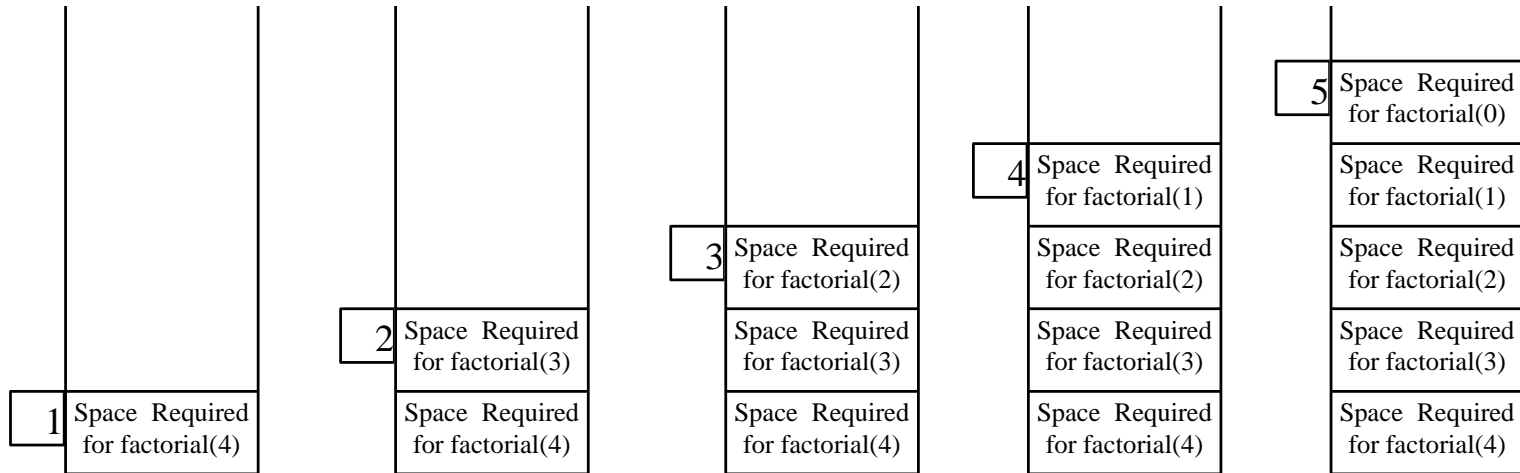 1
Space Required
for factorial(4)
2
Space Required
for factorial(3)
Space Required
for factorial(4)
3
Space Required
for factorial(2)
Space Required
for factorial(3)
Space Required
for factorial(4)
4
Space Required
for factorial(1)
Space Required
for factorial(2)
Space Required
for factorial(3)
Space Required
for factorial(4)
5
Space Required
for factorial(0)
Space Required
for factorial(1)
Space Required
for factorial(2)
Space Required
for factorial(3)
Space Required
for factorial(4)